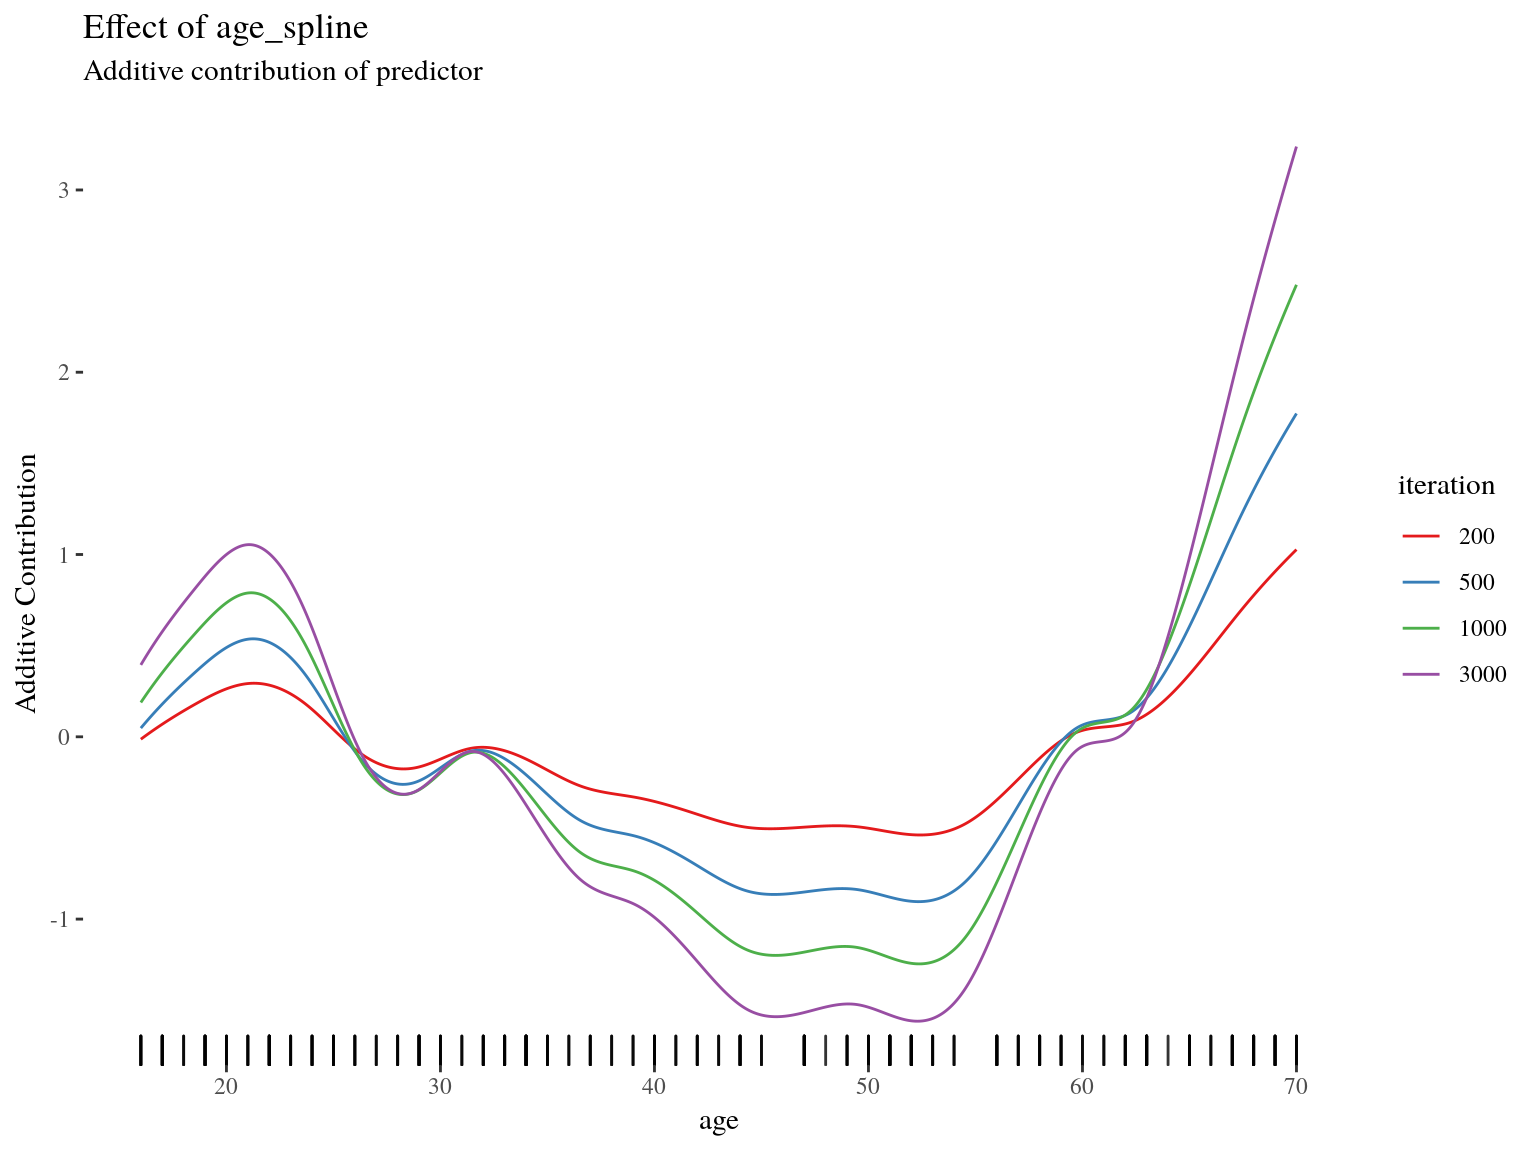 Effect of age_spline
Additive contribution of predictor
Additive Contribution
3
2
1
0
-1
20 30 40 50 60 70
age
iteration
200
500
1000
3000